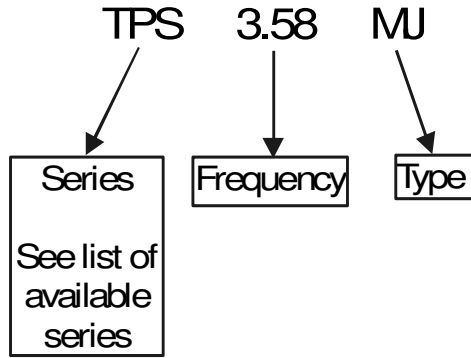 TPS 3.58 MJ
Series
See list of
available
series
Frequency
Type